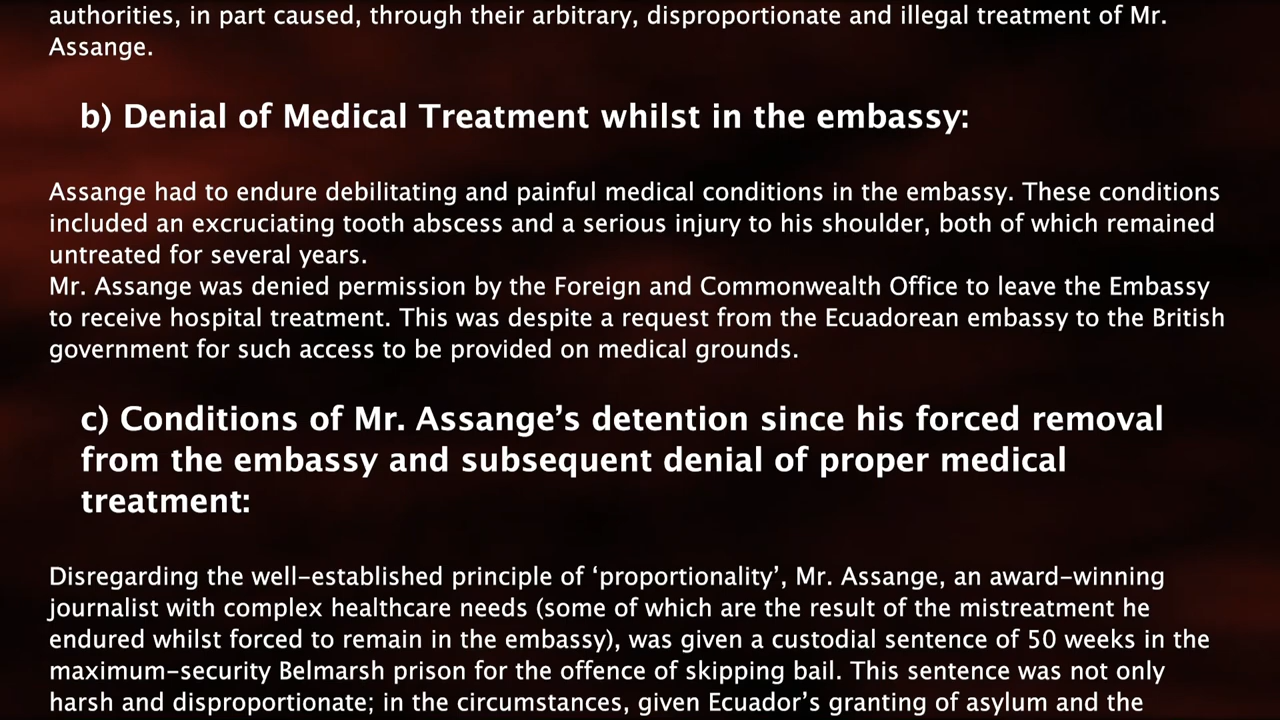 authorities, in part caused, through their arbitrary, disproportionate and illegal treatment of Mr.
Assange.
b) Denial of Medical Treatment whilst in the embassy:
Assange had to endure debilitating and painful medical conditions in the embassy. These conditions
included an excruciating tooth abscess and a serious injury to his shoulder, both of which remained
untreated for several years.
Mr. Assange was denied permission by the Foreign and Commonwealth Office to leave the Embassy
to receive hospital treatment. This was despite a request from the Ecuadorean embassy to the British
government for such access to be provided on medical grounds.
c) Conditions of Mr. Assange’s detention since his forced removal
from the embassy and subsequent denial of proper medical
treatment:
Disregarding the well–established principle of ‘proportionality’, Mr. Assange, an award–winning
journalist with complex healthcare needs (some of which are the result of the mistreatment he
endured whilst forced to remain in the embassy), was given a custodial sentence of 50 weeks in the
maximum–security Belmarsh prison for the offence of skipping bail. This sentence was not only
harsh and disproportionate; in the circumstances, given Ecuador’s granting of asylum and the